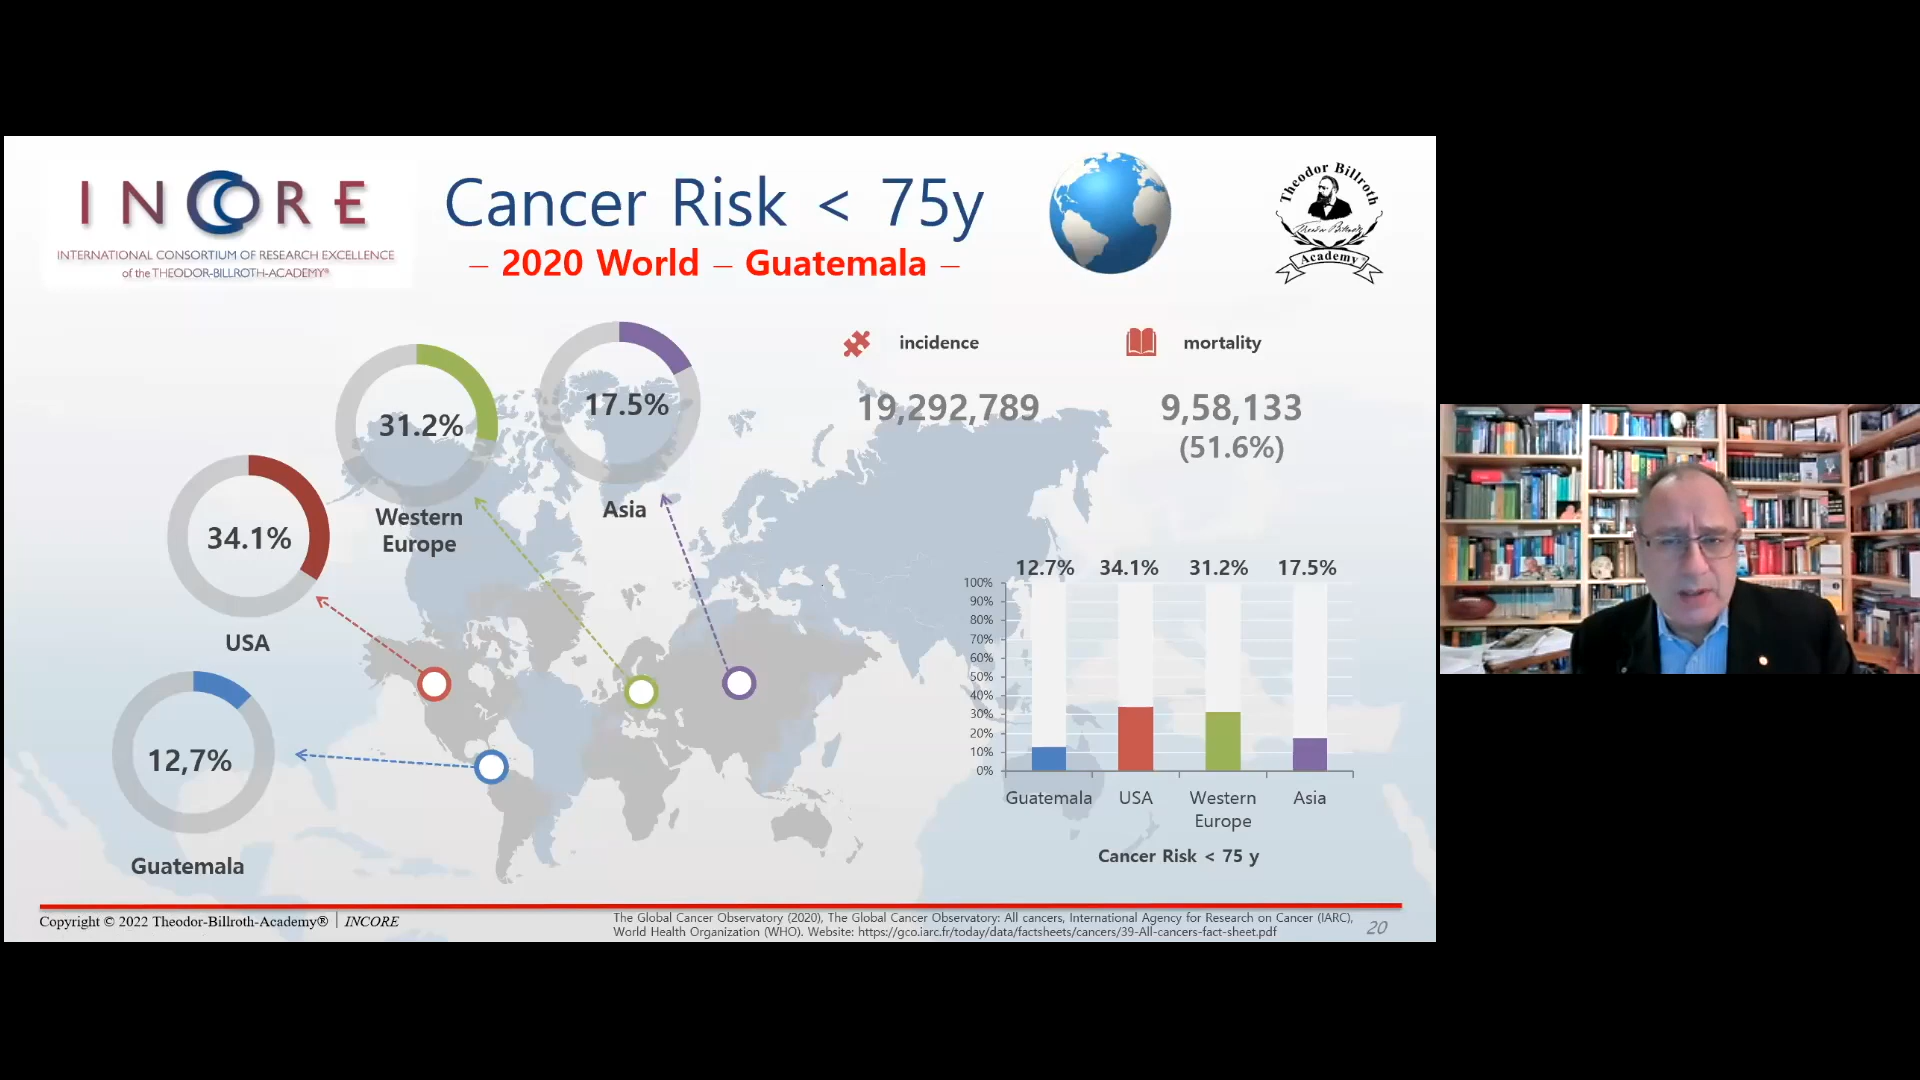 INCORE
INTERNATIONAL CONSORTIUM OF RESEARCH EXCELLENCE
of the THEODOR-BILLROTH-ACADEMY®
Cancer Risk < 75y
– 2020 World – Guatemala –
Theodor Billroth
Academy®
31.2%
Western
Europe
17.5%
Asia
34.1%
USA
12,7%
Guatemala
incidence
19,292,789
mortality
9,58,133
(51.6%)
12.7% 34.1% 31.2% 17.5%
100%
90%
80%
70%
60%
50%
40%
30%
20%
10%
0%
Guatemala USA Western Asia
Europe
Cancer Risk < 75 y
Copyright © 2022 Theodor-Billroth-Academy® | INCORE
The Global Cancer Observatory (2020), The Global Cancer Observatory: All cancers, International Agency for Research on Cancer (IARC),
World Health Organization (WHO). Website: https://gco.iarc.fr/today/data/factsheets/cancers/39-All-cancers-fact-sheet.pdf
20